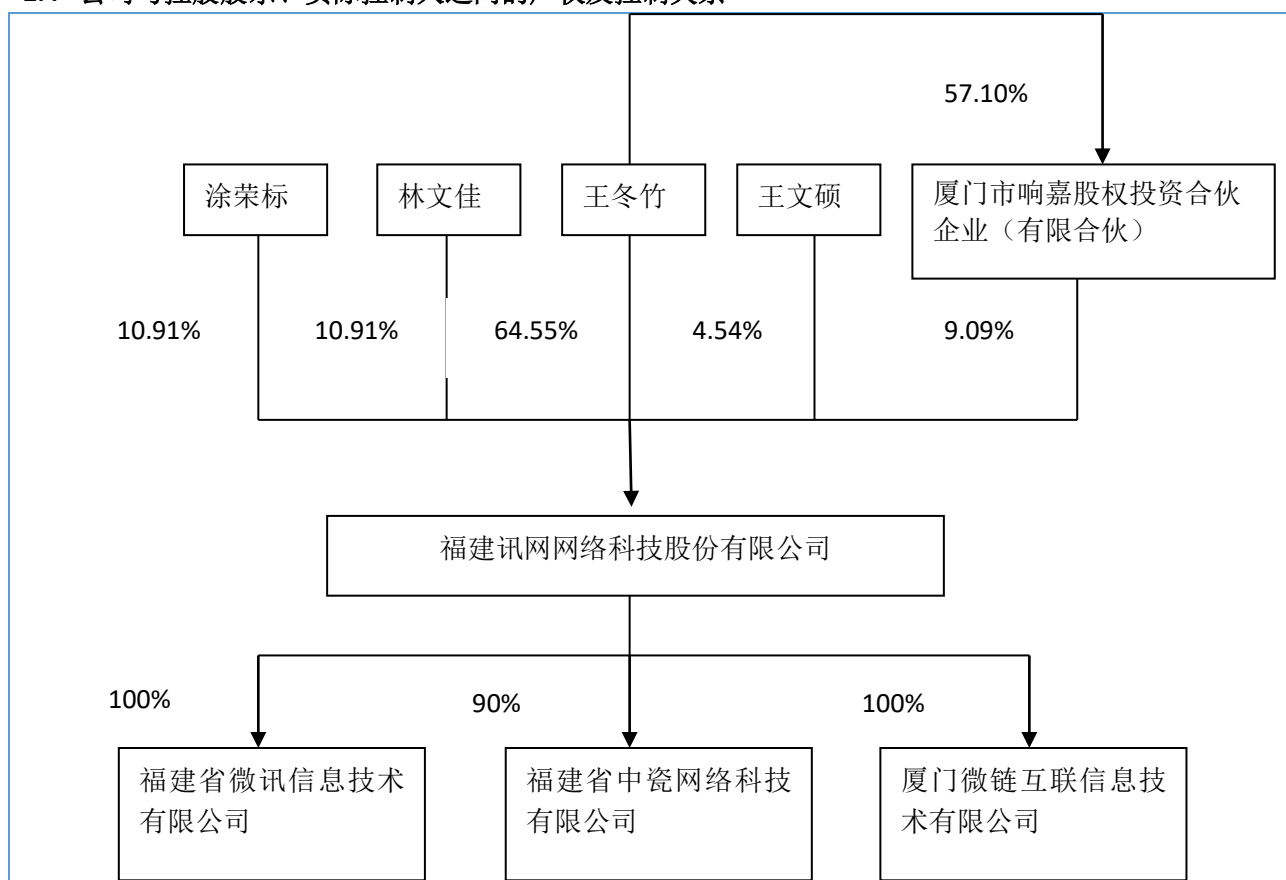 57.10%
涂荣标
林文佳
王冬竹
王文硕
厦门市响嘉股权投资合伙
企业（有限合伙）
10.91%
10.91%
64.55%
4.54%
9.09%
福建讯网网络科技股份有限公司
100%
90%
100%
福建省微讯信息技术
有限公司
福建省中瓷网络科技
有限公司
厦门微链互联信息技
术有限公司